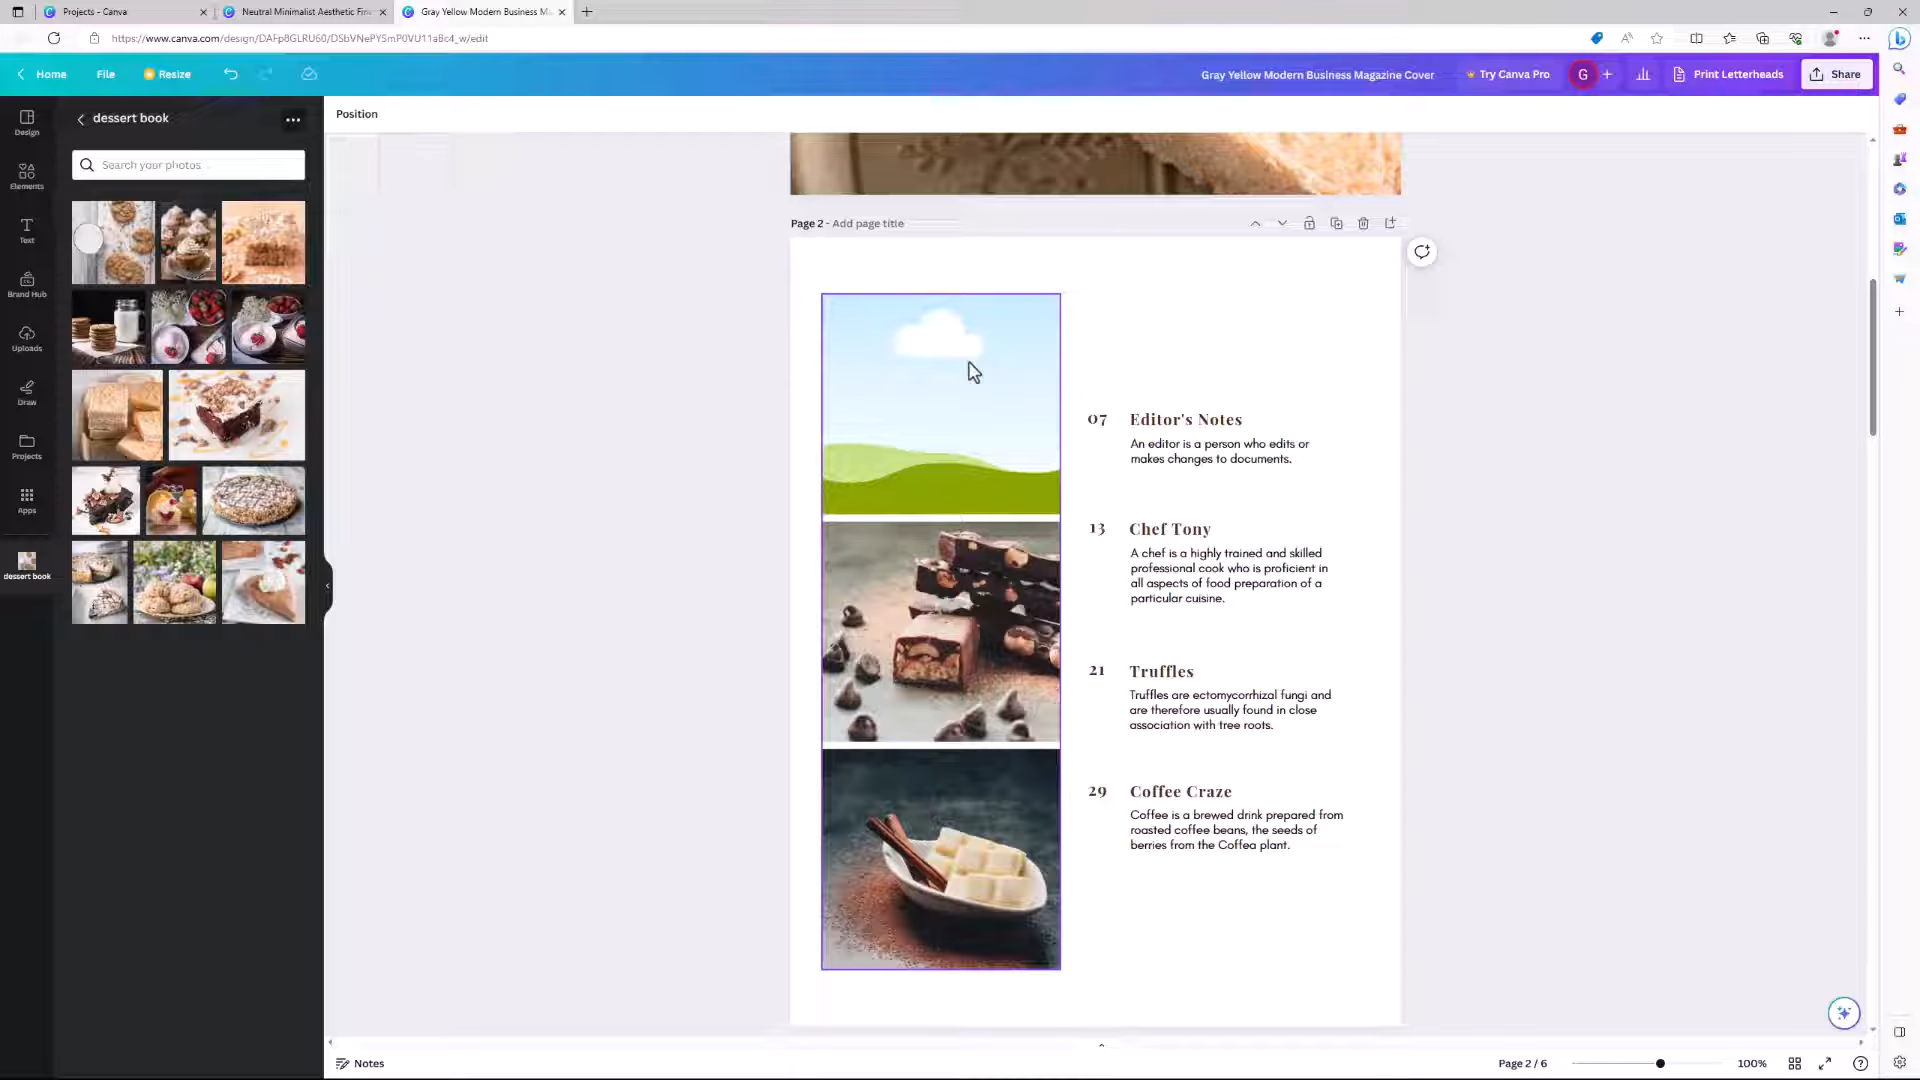 Projects - Canva
Neutral Minimalist Aesthetic Fin
Gray Yellow Modern Business M
https://www.canva.com/design/DAFp8GLRU60/DSbVNePYSmP0VU11a8c4_w/edit
Home
File
Resize
Gray Yellow Modern Business Magazine Cover
Try Canva Pro
G
Print Letterheads
Share
Design
Elements
Text
Brand Hub
Uploads
Draw
Projects
Apps
dessert book
dessert book
Search your photos
Position
Page 2 - Add page title
07 Editor's Notes
An editor is a person who edits or
makes changes to documents.
13 Chef Tony
A chef is a highly trained and skilled
professional cook who is proficient in
all aspects of food preparation of a
particular cuisine.
21 Truffles
Truffles are ectomycorrhizal fungi and
are therefore usually found in close
association with tree roots.
29 Coffee Craze
Coffee is a brewed drink prepared from
roasted coffee beans, the seeds of
berries from the Coffea plant.
Notes
Page 2 / 6
100%